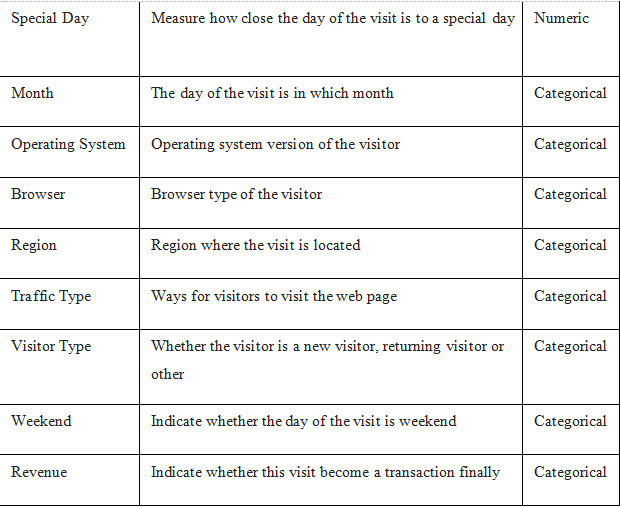 Special Day Measure how close the day of the visit is to a special day Numeric
Month The day of the visit is in which month Categorical
Operating System Operating system version of the visitor Categorical
Browser Browser type of the visitor Categorical
Region Region where the visit is located Categorical
Traffic Type Ways for visitors to visit the web page Categorical
Visitor Type Whether the visitor is a new visitor, returning visitor or Categorical
other
Weekend Indicate whether the day of the visit is weekend Categorical
Revenue Indicate whether this visit become a transaction finally Categorical